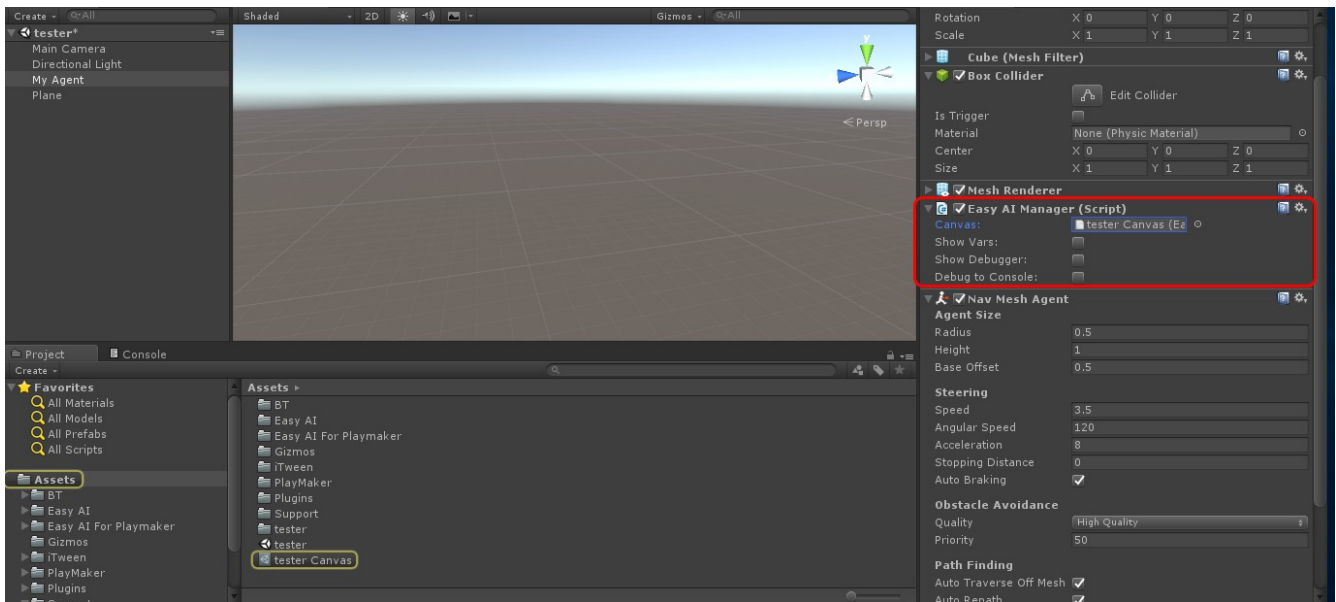 Create
All
tester*
Main Camera
Directional Light
My Agent
Plane
Shaded
2D
Gizmos
All
y
Persp
Project
Console
Create
Favorites
All Materials
All Models
All Prefabs
All Scripts
Assets
BT
Easy AI
Easy AI For Playmaker
Gizmos
iTween
PlayMaker
Plugins
Assets
BT
Easy AI
Easy AI For Playmaker
Gizmos
iTween
PlayMaker
Plugins
Support
tester
tester
tester Canvas
Rotation X 0 Y 0 Z 0
Scale X 1 Y 1 Z 1
Cube (Mesh Filter)
Box Collider
Edit Collider
Is Trigger
Material None (Physic Material)
Center X 0 Y 0 Z 0
Size X 1 Y 1 Z 1
Mesh Renderer
Easy AI Manager (Script)
Canvas: tester Canvas (Ea
Show Vars:
Show Debugger:
Debug to Console:
Nav Mesh Agent
Agent Size
Radius 0.5
Height 1
Base Offset 0.5
Steering
Speed 3.5
Angular Speed 120
Acceleration 8
Stopping Distance 0
Auto Braking
Obstacle Avoidance
Quality High Quality
Priority 50
Path Finding
Auto Traverse Off Mesh
Auto Repath